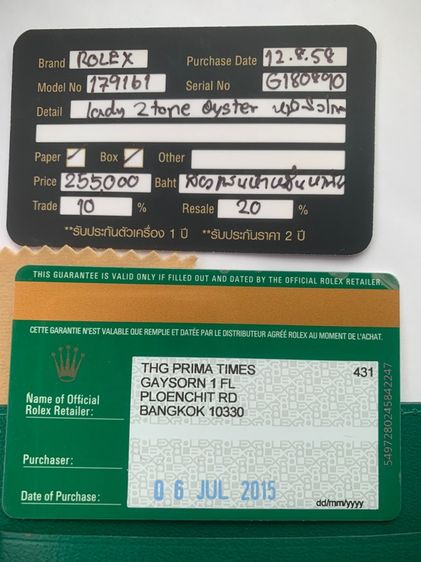 Brand ROLEX Purchase Date 12.8.58
Model No 179161 Serial No G180890
Detail lady 2tone Oyster
Paper / Box / Other
Price 255,000 Baht
Trade 10 % Resale 20 %
**รับประกันตัวเครื่อง 1 ปี **รับประกันราคา 2 ปี
THIS GUARANTEE IS VALID ONLY IF FILLED OUT AND DATED BY THE OFFICIAL ROLEX RETAILER.
CETTE GARANTIE N'EST VALABLE QUE REMPLIE ET DATÉE PAR LE DISTRIBUTEUR AGRÉÉ ROLEX AU MOMENT DE L'ACHAT.
THG PRIMA TIMES 431
GAYSORN 1 FL
Name of Official PLOENCHIT RD
Rolex Retailer: BANGKOK 10330
Purchaser:
Date of Purchase: 06 JUL 2015
dd/mm/yyyy
5497280245842247